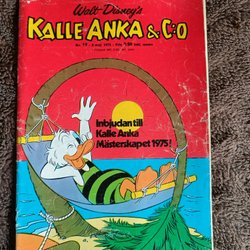 Walt Disney's
KALLE ANKA & C:O
Inbjudan till
Kalle Anka
Mästerskapet 1975!